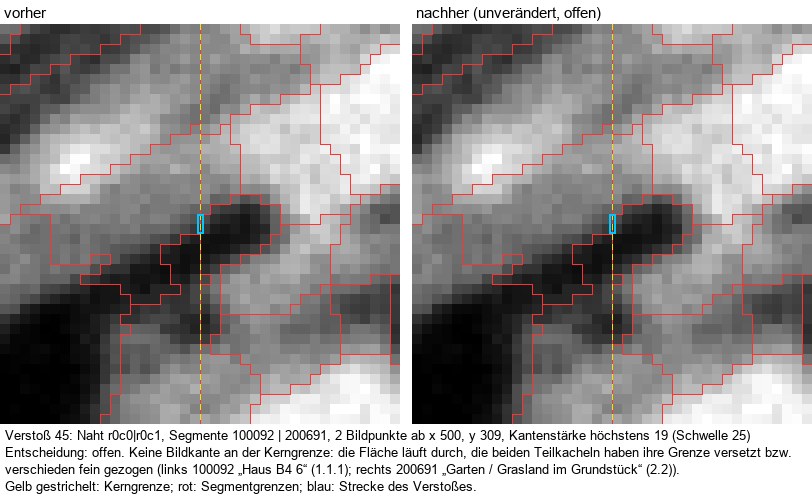 vorher
nachher (unverändert, offen)
Verstoß 45: Naht r0c0|r0c1, Segmente 100092 | 200691, 2 Bildpunkte ab x 500, y 309, Kantenstärke höchstens 19 (Schwelle 25)
Entscheidung: offen. Keine Bildkante an der Kerngrenze: die Fläche läuft durch, die beiden Teilkacheln haben ihre Grenze versetzt bzw.
verschieden fein gezogen (links 100092 „Haus B4 6“ (1.1.1); rechts 200691 „Garten / Grasland im Grundstück“ (2.2)).
Gelb gestrichelt: Kerngrenze; rot: Segmentgrenzen; blau: Strecke des Verstoßes.